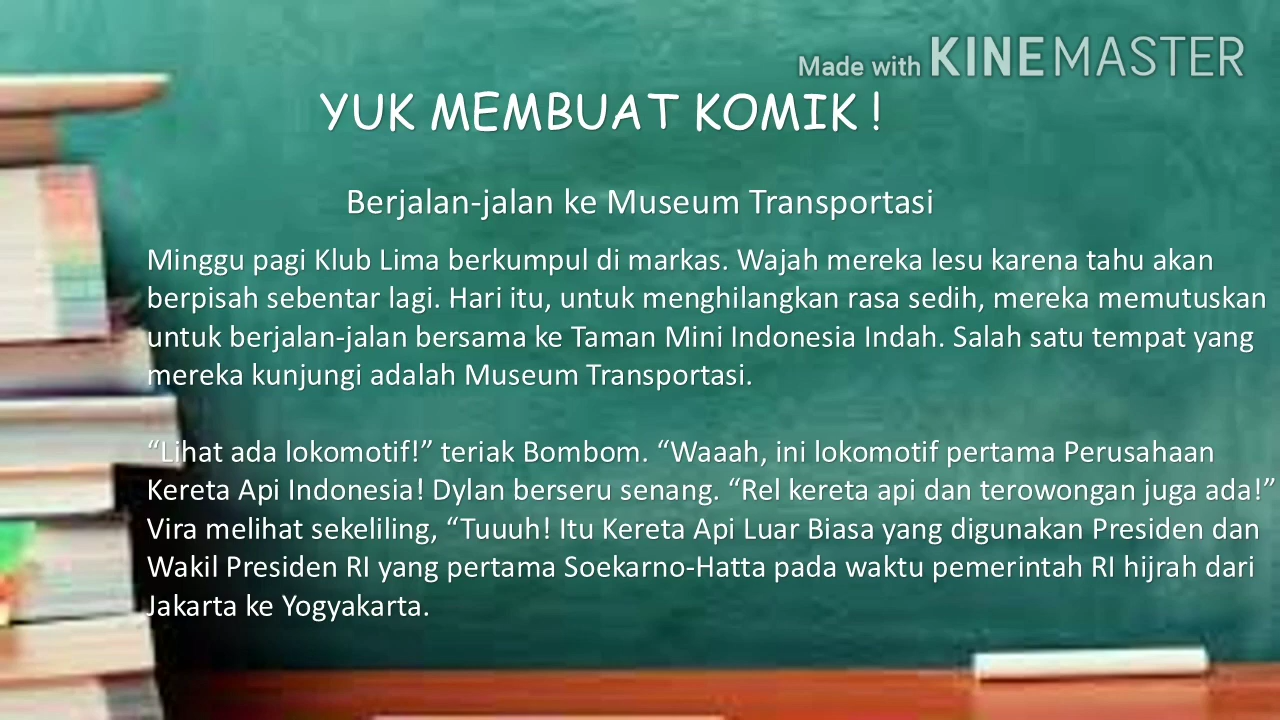 Made with KINEMASTER
YUK MEMBUAT KOMIK !
Berjalan-jalan ke Museum Transportasi
Minggu pagi Klub Lima berkumpul di markas. Wajah mereka lesu karena tahu akan
berpisah sebentar lagi. Hari itu, untuk menghilangkan rasa sedih, mereka memutuskan
untuk berjalan-jalan bersama ke Taman Mini Indonesia Indah. Salah satu tempat yang
mereka kunjungi adalah Museum Transportasi.
“Lihat ada lokomotif!” teriak Bombom. “Waaah, ini lokomotif pertama Perusahaan
Kereta Api Indonesia! Dylan berseru senang. “Rel kereta api dan terowongan juga ada!”
Vira melihat sekeliling, “Tuuuh! Itu Kereta Api Luar Biasa yang digunakan Presiden dan
Wakil Presiden RI yang pertama Soekarno-Hatta pada waktu pemerintah RI hijrah dari
Jakarta ke Yogyakarta.